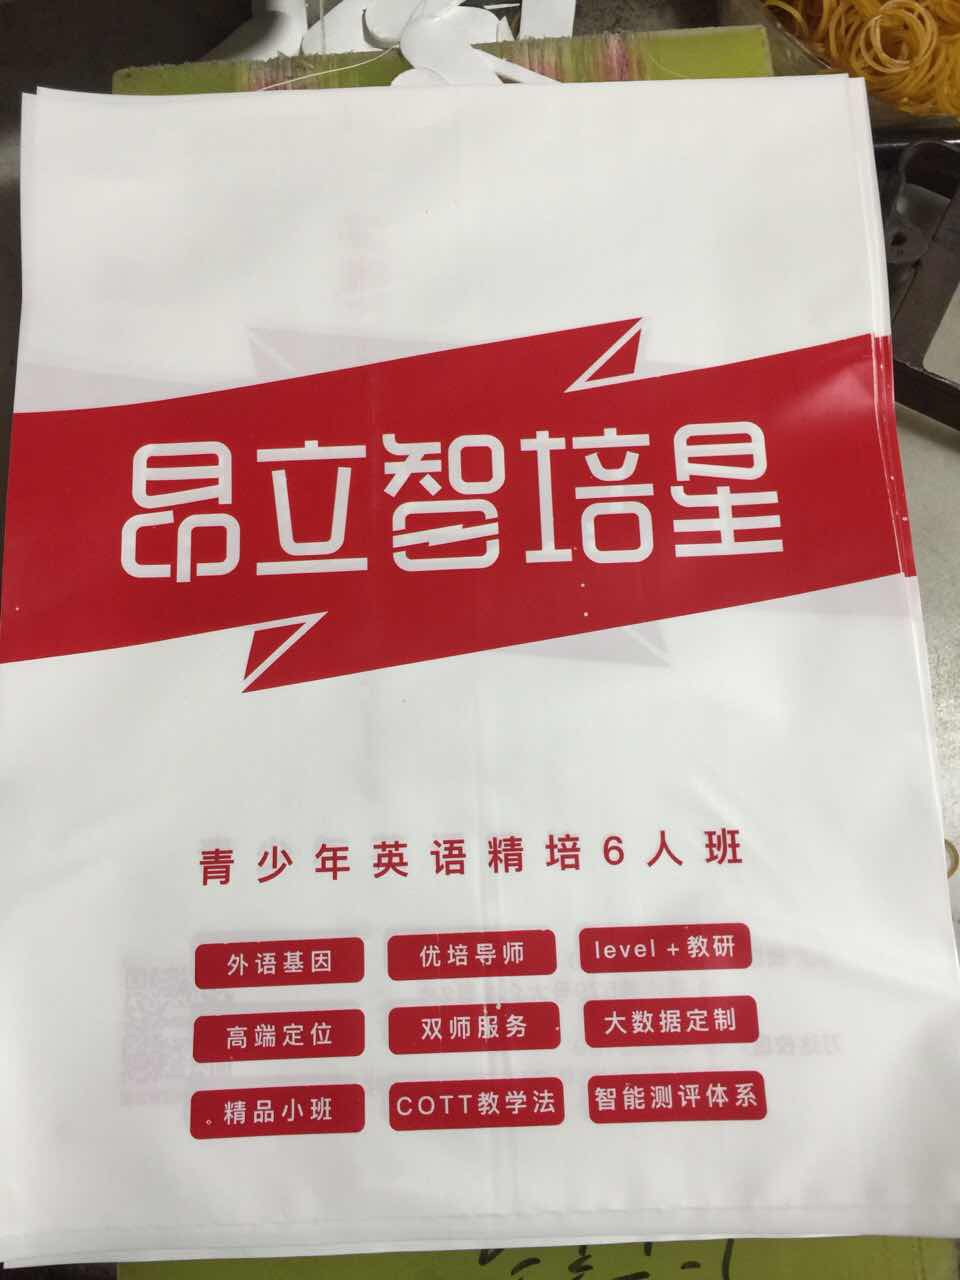 昂立智培星
青少年英语精培6人班
外语基因 优培导师 level+教研
高端定位 双师服务 大数据定制
精品小班 COTT教学法 智能测评体系